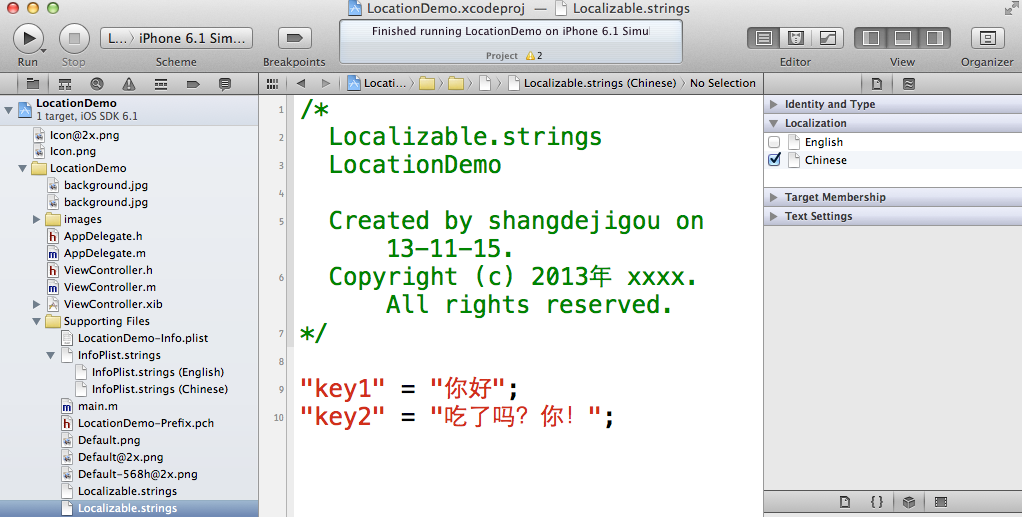 LocationDemo.xcodeproj — Localizable.strings
Finished running LocationDemo on iPhone 6.1 Simul
Project 2
L... iPhone 6.1 Sim...
Run Stop Scheme Breakpoints Editor View Organizer
Locati... Localizable.strings (Chinese) No Selection
LocationDemo
1 target, iOS SDK 6.1
Icon@2x.png
Icon.png
LocationDemo
background.jpg
background.jpg
images
h AppDelegate.h
m AppDelegate.m
h ViewController.h
m ViewController.m
ViewController.xib
Supporting Files
LocationDemo-Info.plist
InfoPlist.strings
InfoPlist.strings (English)
InfoPlist.strings (Chinese)
m main.m
h LocationDemo-Prefix.pch
Default.png
Default@2x.png
Default-568h@2x.png
Localizable.strings
Localizable.strings
1 /*
2 Localizable.strings
3 LocationDemo
4
5 Created by shangdejigou on
13-11-15.
6 Copyright (c) 2013年 xxxx.
All rights reserved.
7 */
8
9 "key1" = "你好";
10 "key2" = "吃了吗？你！";
Identity and Type
Localization
English
Chinese
Target Membership
Text Settings
{ }